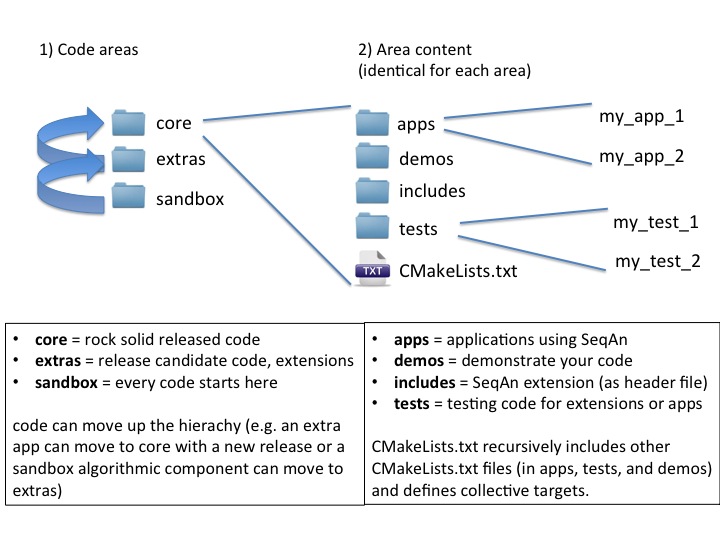 1) Code areas
2) Area content
(identical for each area)
core
extras
sandbox
apps
demos
includes
tests
TXT
CMakeLists.txt
my_app_1
my_app_2
my_test_1
my_test_2
• core = rock solid released code
• extras = release candidate code, extensions
• sandbox = every code starts here
code can move up the hierachy (e.g. an extra
app can move to core with a new release or a
sandbox algorithmic component can move to
extras)
• apps = applications using SeqAn
• demos = demonstrate your code
• includes = SeqAn extension (as header file)
• tests = testing code for extensions or apps
CMakeLists.txt recursively includes other
CMakeLists.txt files (in apps, tests, and demos)
and defines collective targets.